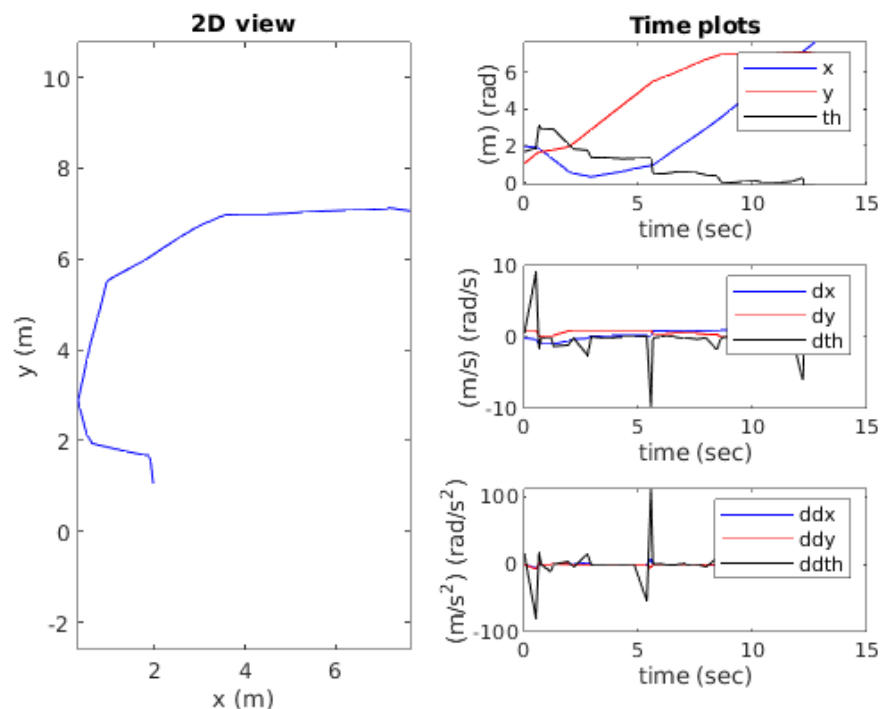 2D view
10
8
6
4
2
0
-2
2
4
6
x (m)
y (m)
Time plots
6
4
2
0
0
5
10
15
time (sec)
(m) (rad)
x
y
th
10
0
-10
0
5
10
15
time (sec)
(m/s) (rad/s)
dx
dy
dth
100
0
-100
0
5
10
15
time (sec)
(m/s²) (rad/s²)
ddx
ddy
ddth